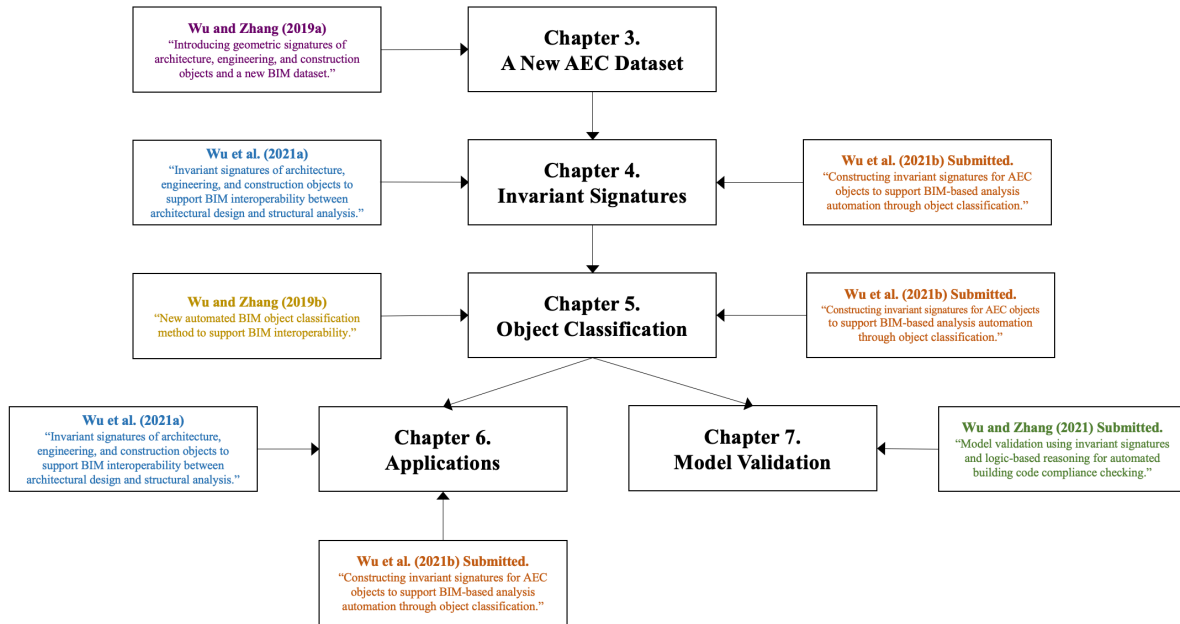 Wu and Zhang (2019a)
“Introducing geometric signatures of
architecture, engineering, and construction
objects and a new BIM dataset.”
Chapter 3.
A New AEC Dataset
Wu et al. (2021a)
“Invariant signatures of architecture,
engineering, and construction objects to
support BIM interoperability between
architectural design and structural analysis.”
Chapter 4.
Invariant Signatures
Wu et al. (2021b) Submitted.
“Constructing invariant signatures for AEC
objects to support BIM-based analysis
automation through object classification.”
Wu and Zhang (2019b)
“New automated BIM object classification
method to support BIM interoperability.”
Chapter 5.
Object Classification
Wu et al. (2021b) Submitted.
“Constructing invariant signatures for AEC objects
to support BIM-based analysis automation
through object classification.”
Wu et al. (2021a)
“Invariant signatures of architecture,
engineering, and construction objects to
support BIM interoperability between
architectural design and structural analysis.”
Chapter 6.
Applications
Chapter 7.
Model Validation
Wu and Zhang (2021) Submitted.
“Model validation using invariant signatures
and logic-based reasoning for automated
building code compliance checking.”
Wu et al. (2021b) Submitted.
“Constructing invariant signatures for AEC
objects to support BIM-based analysis
automation through object classification.”